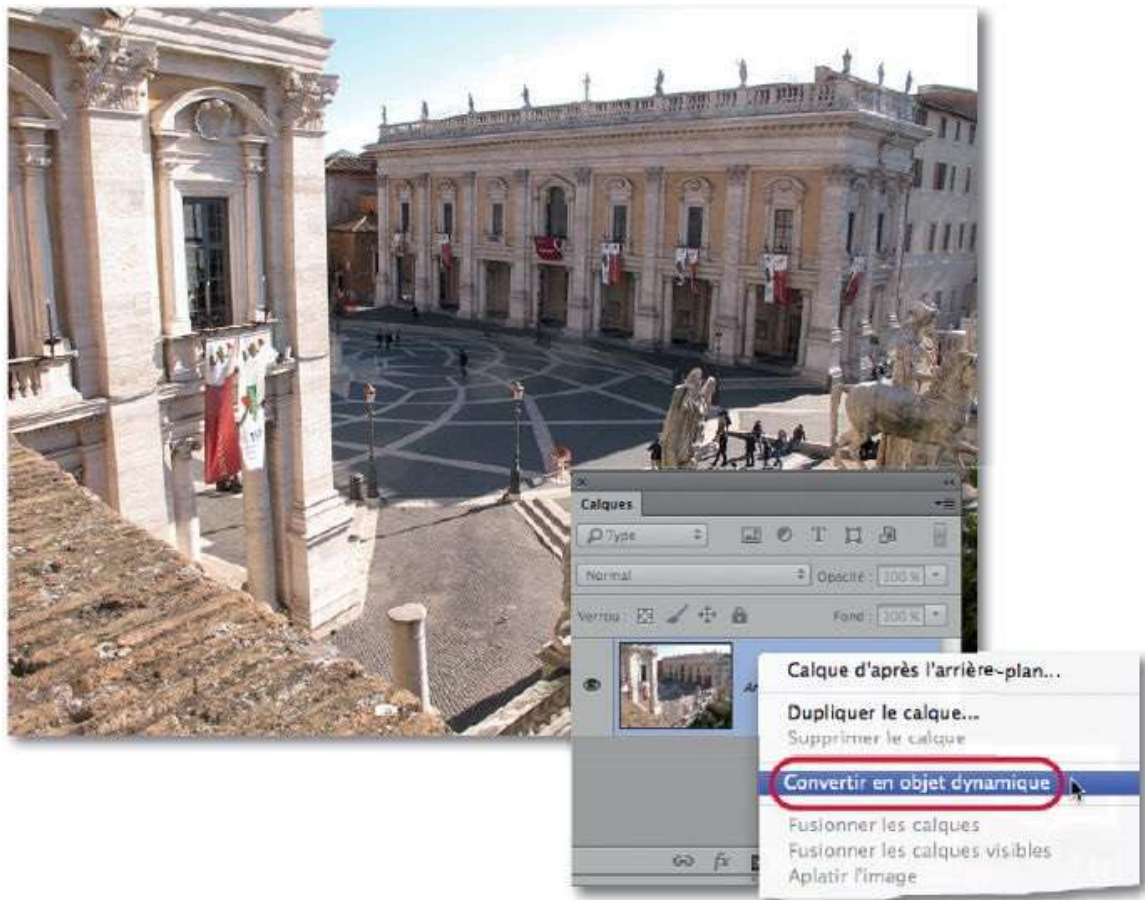 Calques
Type
Normal
Opacité : 100 %
Verrou :
Fond : 100 %
Calque d'après l'arrière-plan...
Dupliquer le calque...
Supprimer le calque
Convertir en objet dynamique
Fusionner les calques
Fusionner les calques visibles
Aplatir l'image